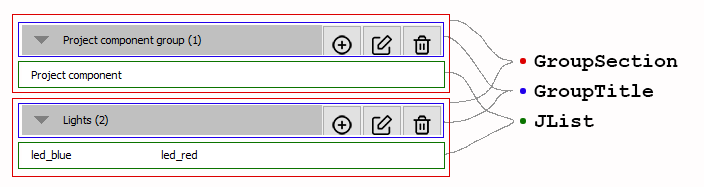 Project component group (1)
Project component
Lights (2)
led_blue led_red
GroupSection
GroupTitle
JList